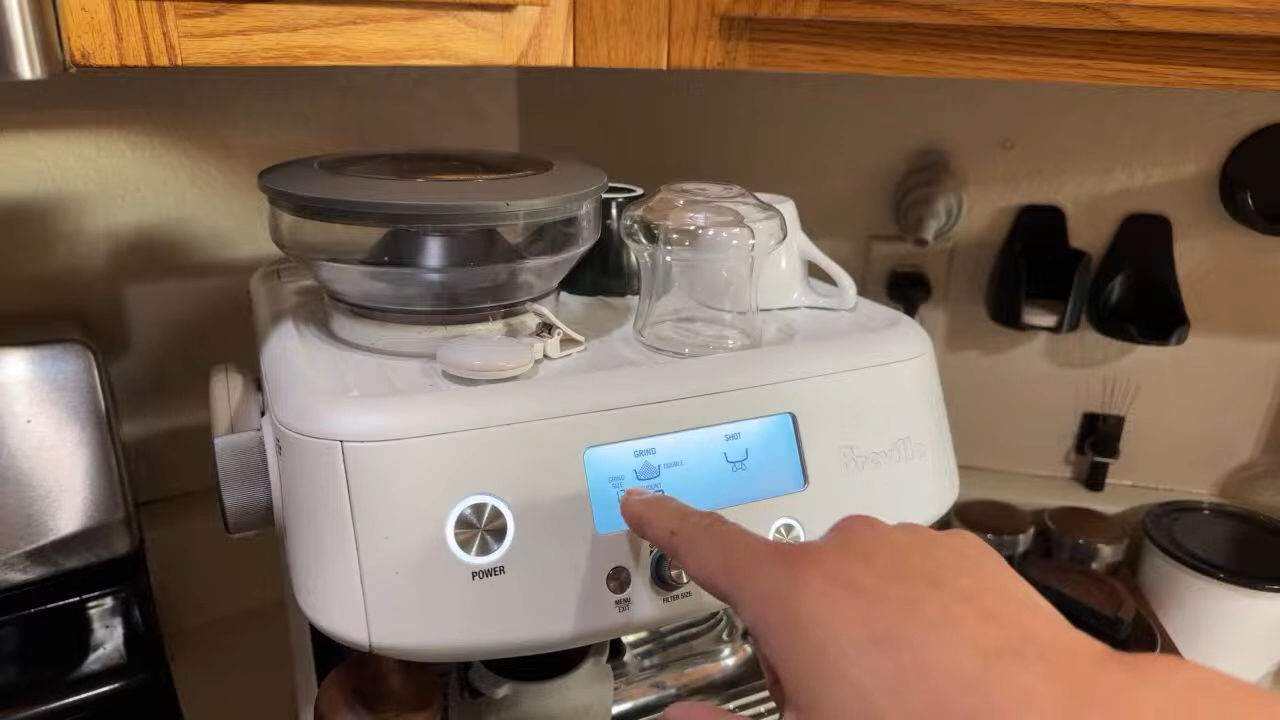 GRIND
SHOT
GRIND
SIZE
DOUBLE
Breville
POWER
MENU
EXIT
FILTER SIZE